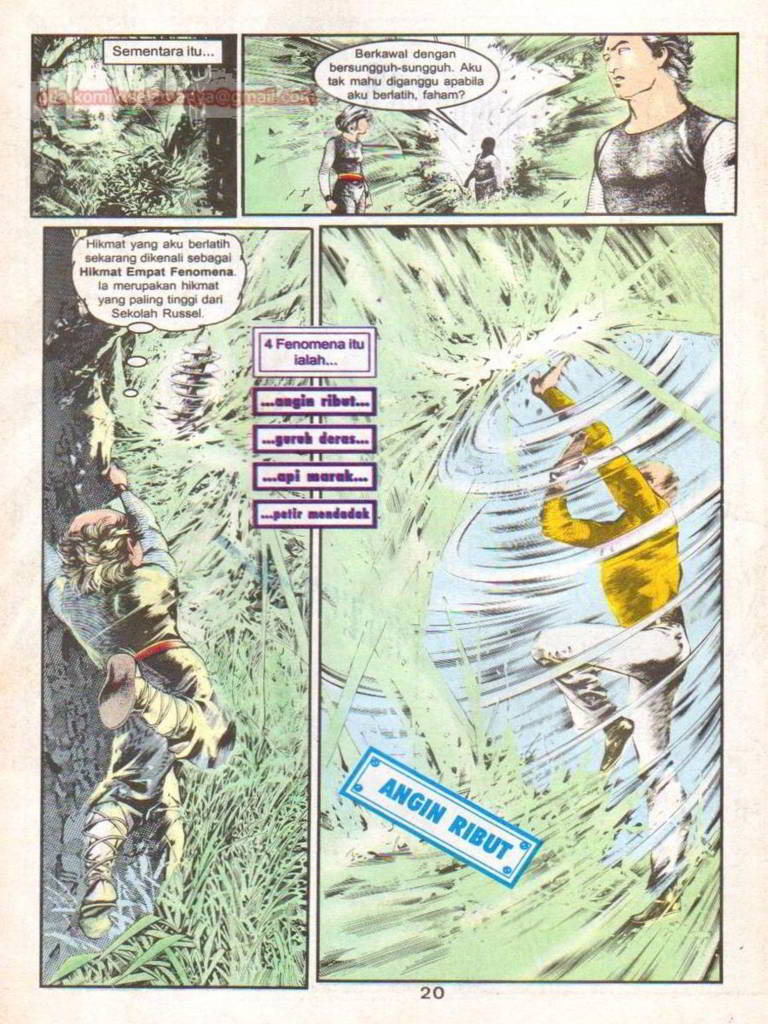 Sementara itu...
Berkawal dengan
bersungguh-sungguh. Aku
tak mahu diganggu apabila
aku berlatih, faham?
Hikmat yang aku berlatih
sekarang dikenali sebagai
Hikmat Empat Fenomena.
Ia merupakan hikmat
yang paling tinggi dari
Sekolah Russel.
4 Fenomena itu
ialah...
...angin ribut...
...guruh deras...
...api marak...
...petir mendadak
ANGIN RIBUT
20